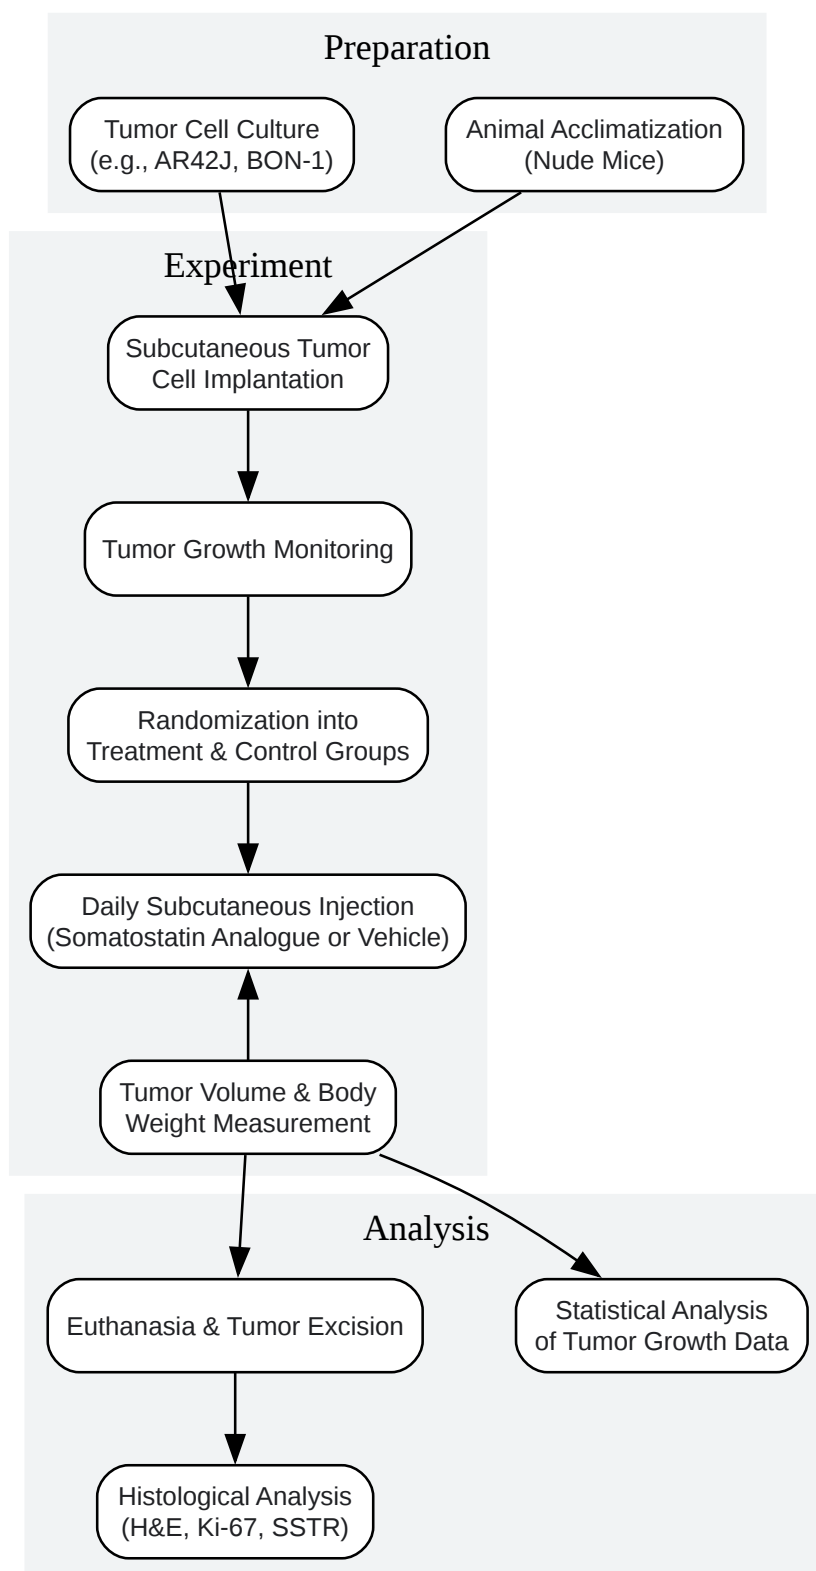 Preparation
Tumor Cell Culture
(e.g., AR42J, BON-1)
Animal Acclimatization
(Nude Mice)
Experiment
Subcutaneous Tumor
Cell Implantation
Tumor Growth Monitoring
Randomization into
Treatment & Control Groups
Daily Subcutaneous Injection
(Somatostatin Analogue or Vehicle)
Tumor Volume & Body
Weight Measurement
Analysis
Euthanasia & Tumor Excision
Statistical Analysis
of Tumor Growth Data
Histological Analysis
(H&E, Ki-67, SSTR)